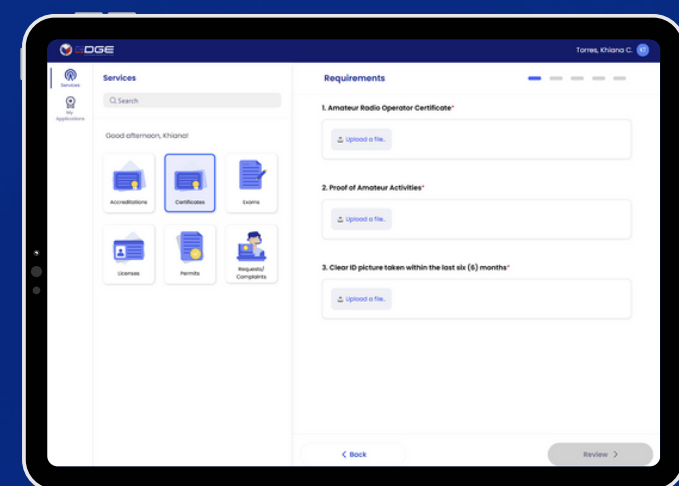 EDGE
Torres, Khiana C.
KT
Services
My
Applications
Services
Search
Good afternoon, Khiana!
Accreditations
Certificates
Exams
Licenses
Permits
Requests/
Complaints
Requirements
1. Amateur Radio Operator Certificate*
Upload a file..
2. Proof of Amateur Activities*
Upload a file..
3. Clear ID picture taken within the last six (6) months*
Upload a file..
< Back
Review >